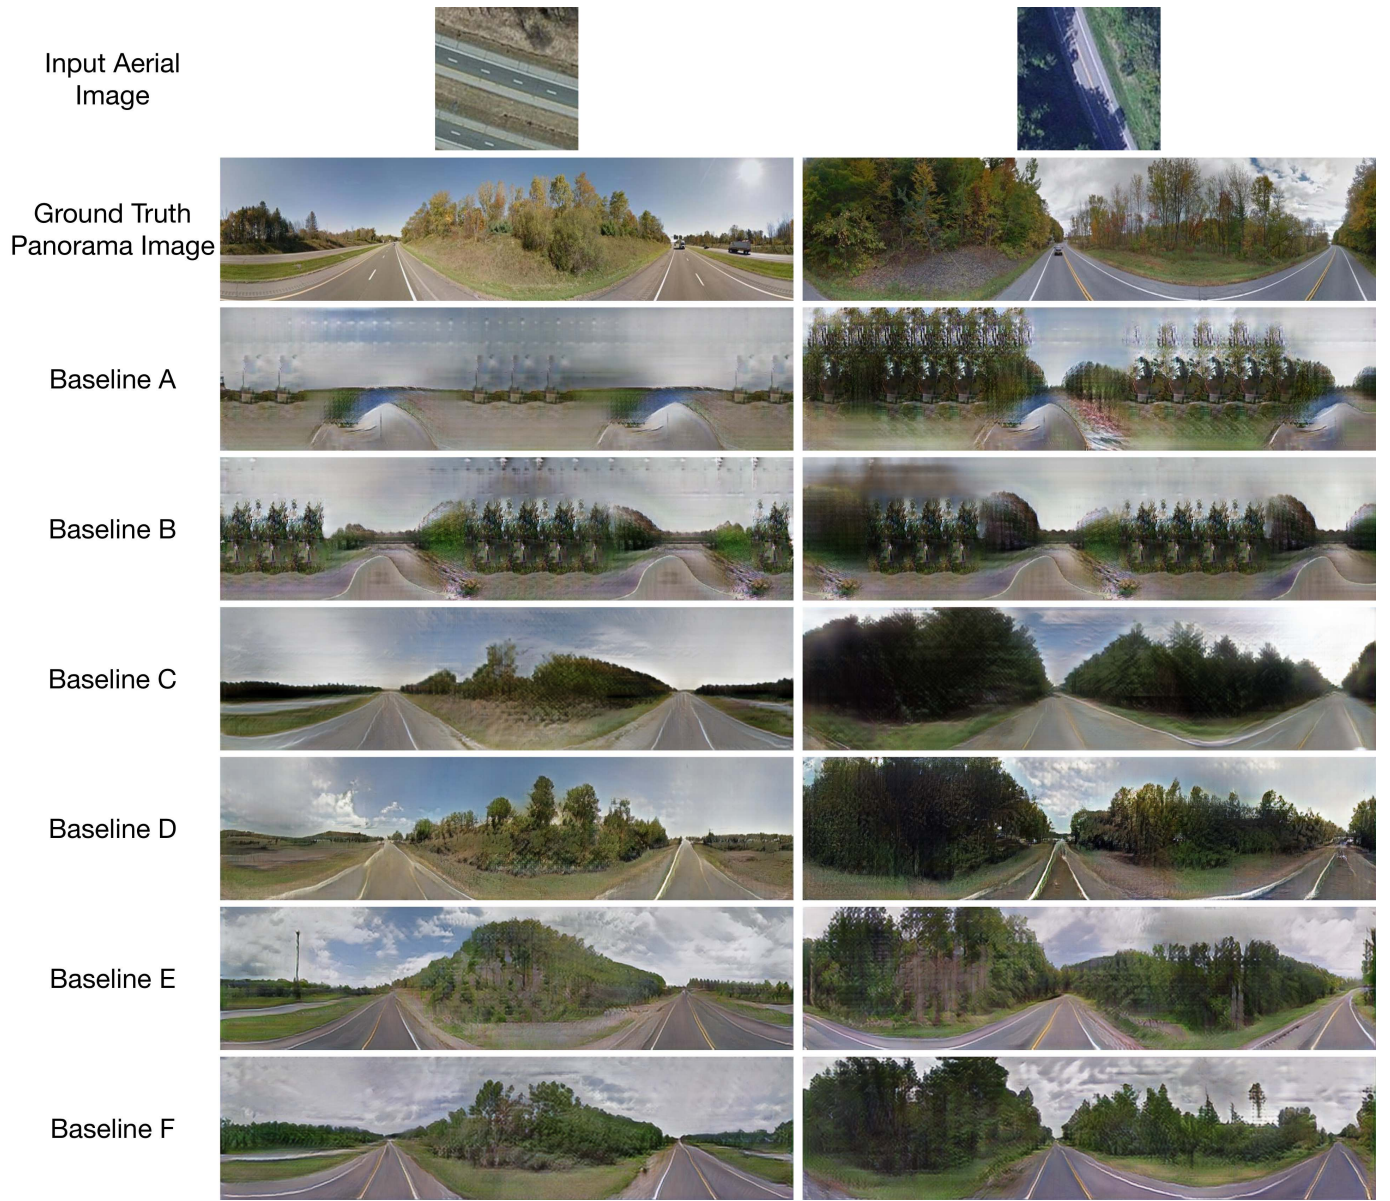 Input Aerial
Image
Ground Truth
Panorama Image
Baseline A
Baseline B
Baseline C
Baseline D
Baseline E
Baseline F